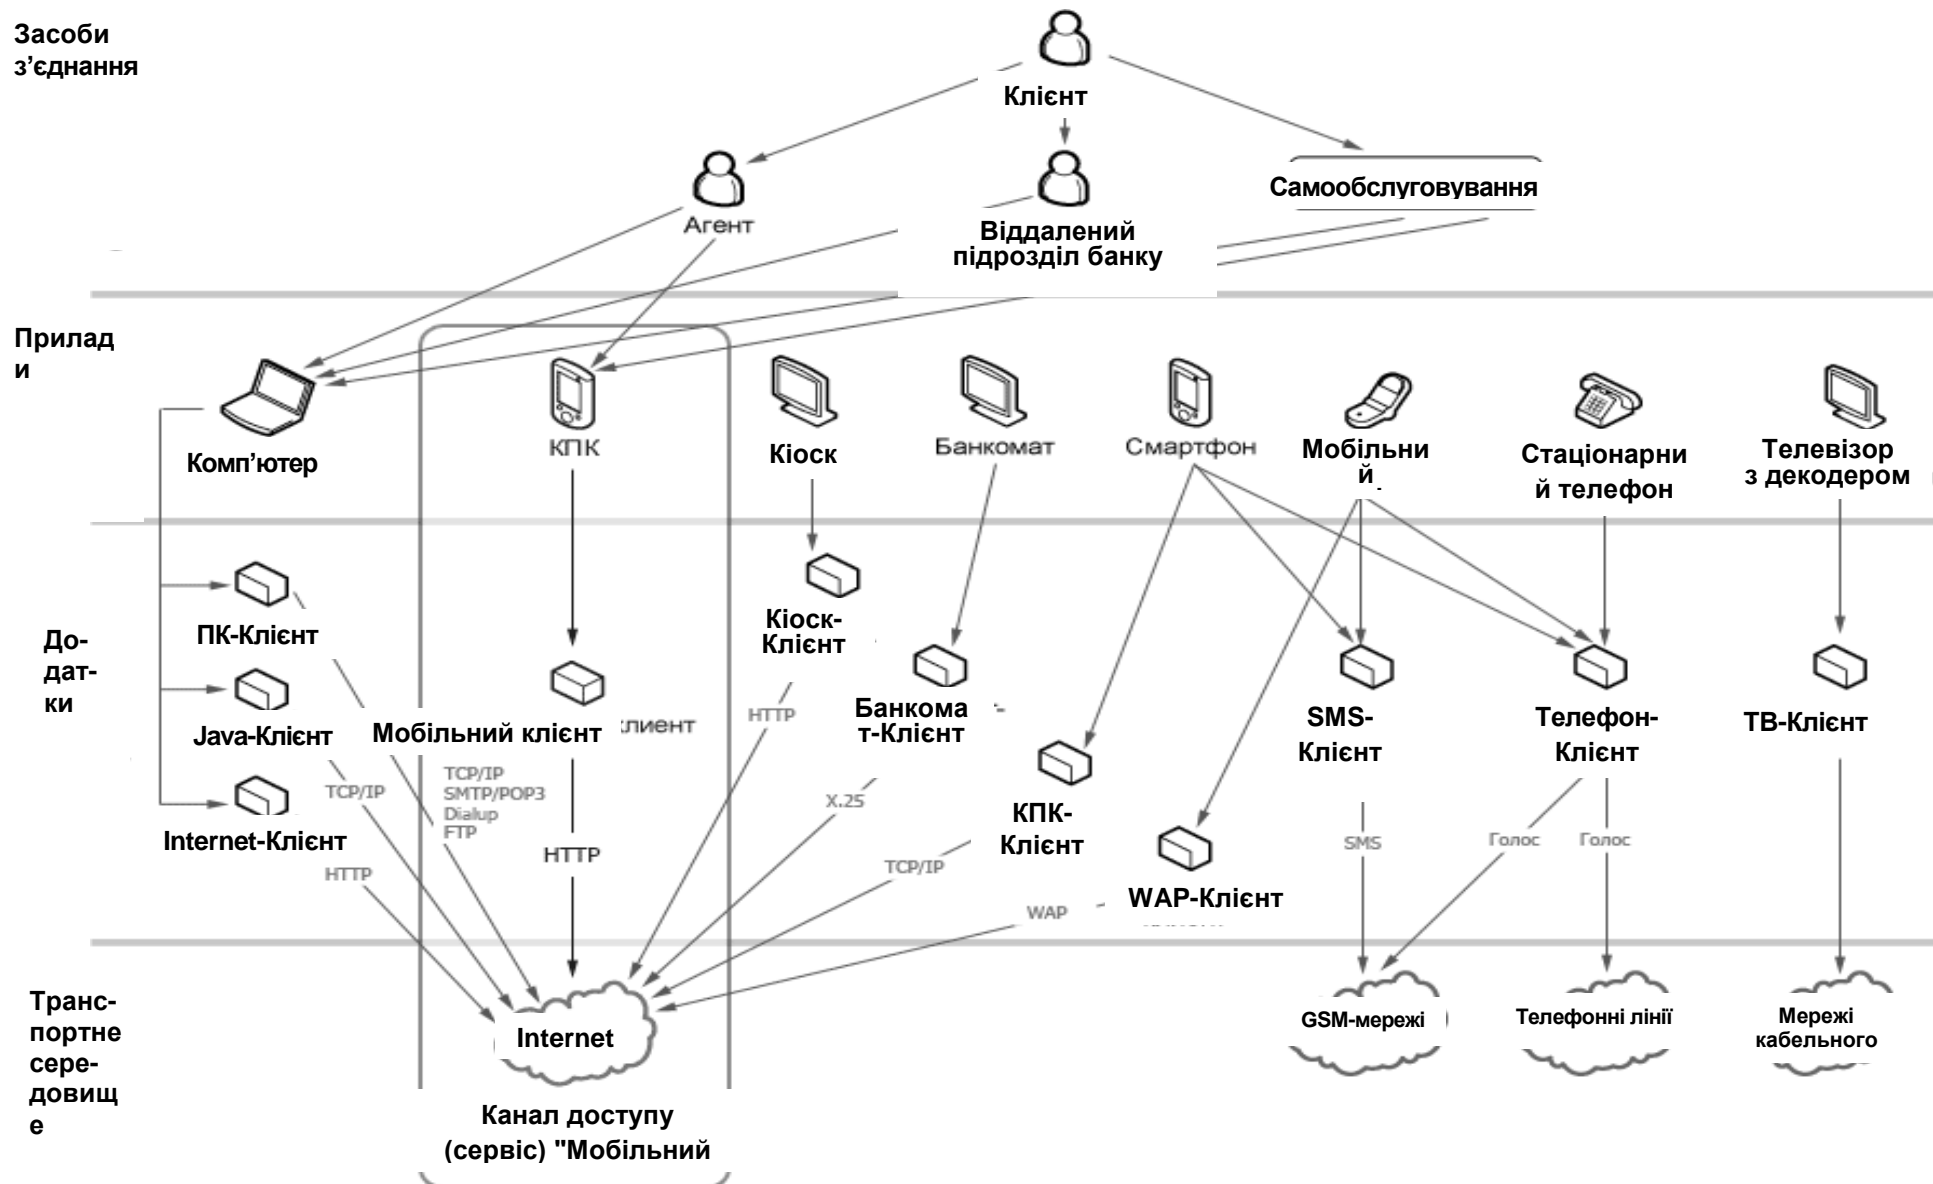 Засоби
з’єднання
Клієнт
Агент
Віддалений
підрозділ банку
Самообслуговування
Прилад
и
Комп’ютер
КПК
Кіоск
Банкомат
Смартфон
Мобільни
й
Стаціонарни
й телефон
Телевізор
з декодером
До-
дат-
ки
ПК-Клієнт
Java-Клієнт
Internet-Клієнт
Мобільний клієнт
клиент
Кіоск-
Клієнт
Банкома
т-Клієнт
КПК-
Клієнт
WAP-Клієнт
SMS-
Клієнт
Телефон-
Клієнт
ТВ-Клієнт
TCP/IP
HTTP
TCP/IP
SMTP/POP3
Dialup
FTP
HTTP
HTTP
X.25
TCP/IP
WAP
SMS
Голос
Голос
Транс-
портне
сере-
довищ
е
Internet
GSM-мережі
Телефонні лінії
Мережі
кабельного
Канал доступу
(сервіс) "Мобільний